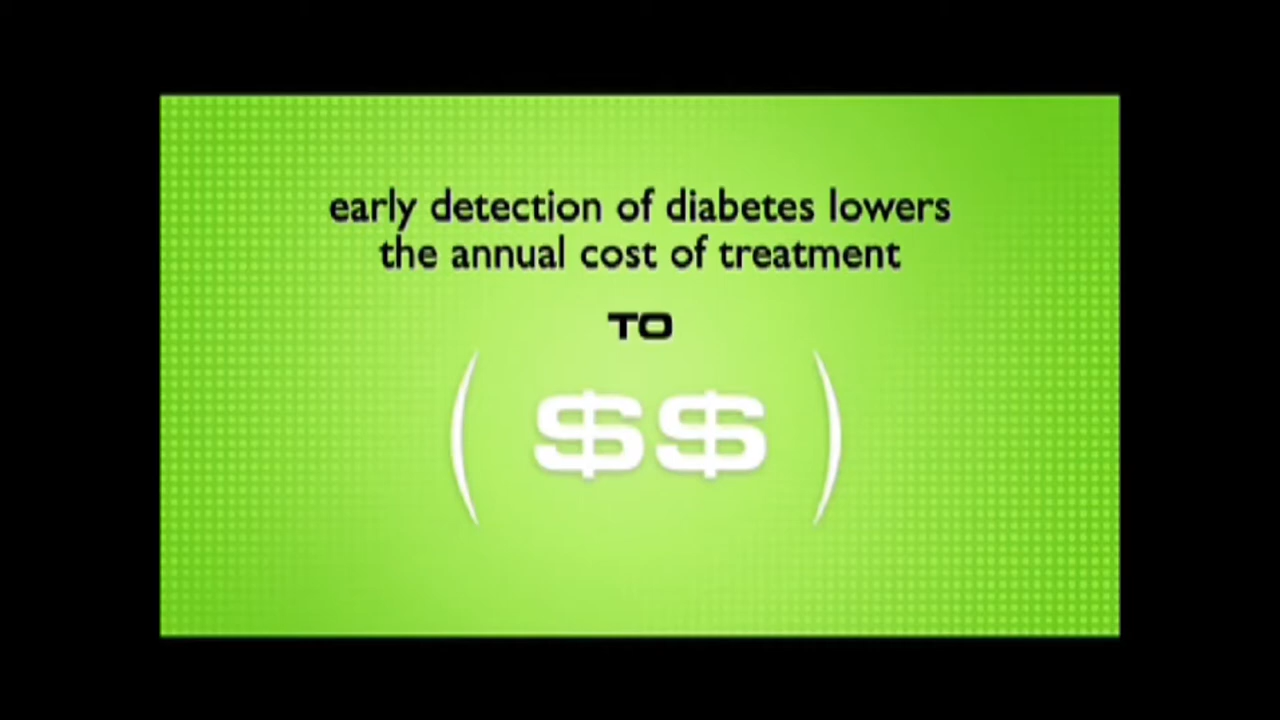 early detection of diabetes lowers
the annual cost of treatment
TO
( $$ )